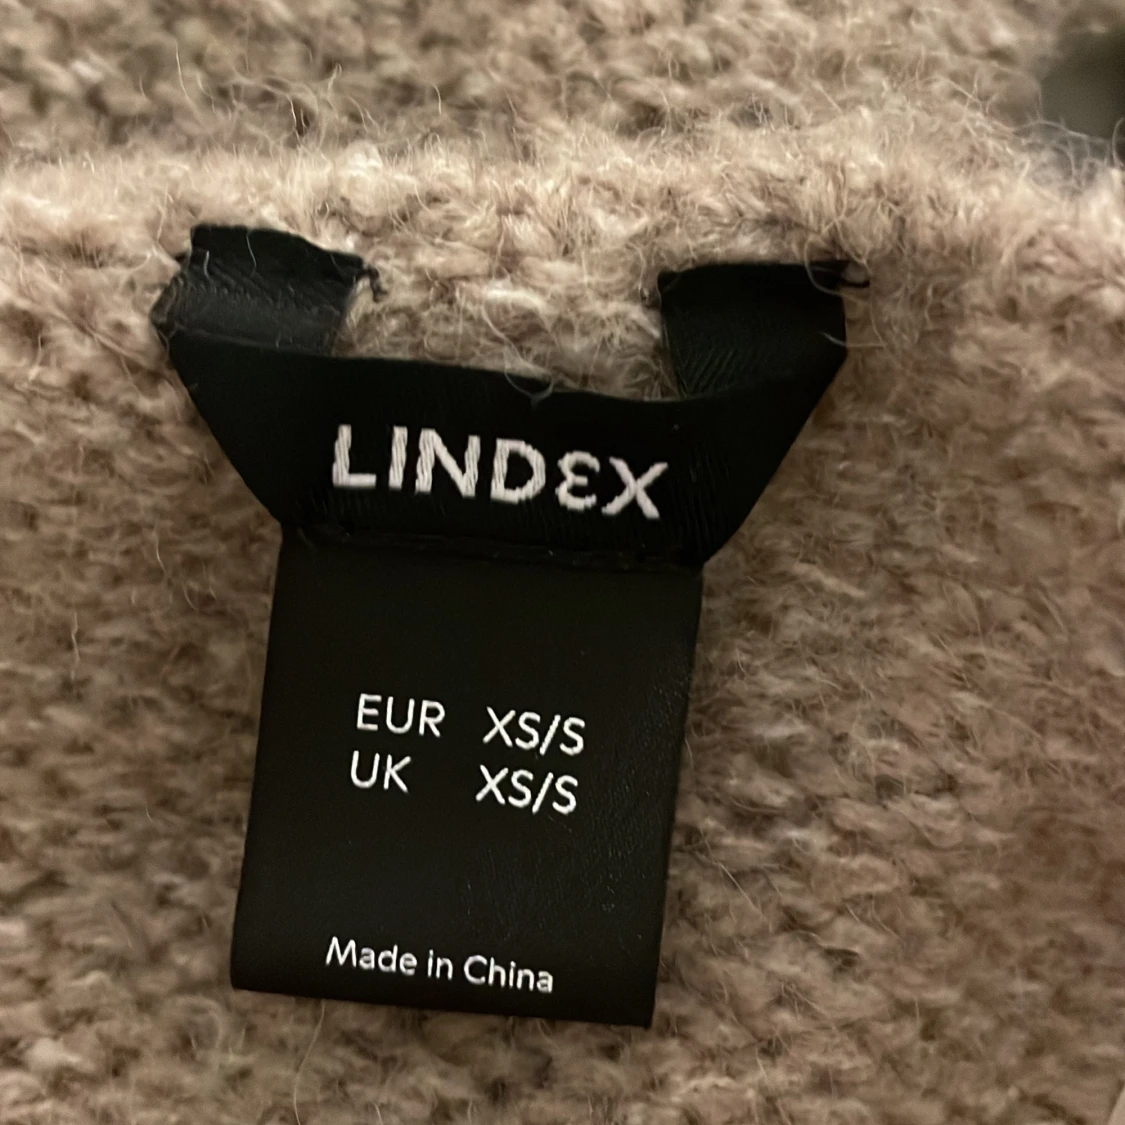 LINDEX
EUR XS/S
UK XS/S
Made in China